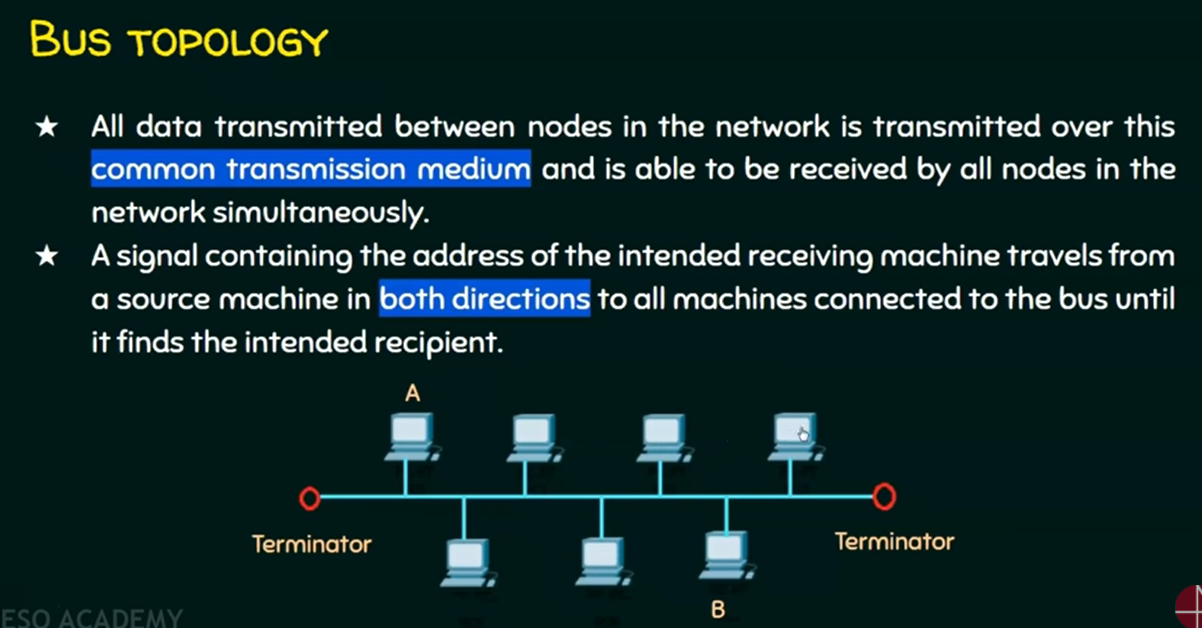 BUS TOPOLOGY
★ All data transmitted between nodes in the network is transmitted over this
common transmission medium and is able to be received by all nodes in the
network simultaneously.
★ A signal containing the address of the intended receiving machine travels from
a source machine in both directions to all machines connected to the bus until
it finds the intended recipient.
A
Terminator
Terminator
B
ESO ACADEMY